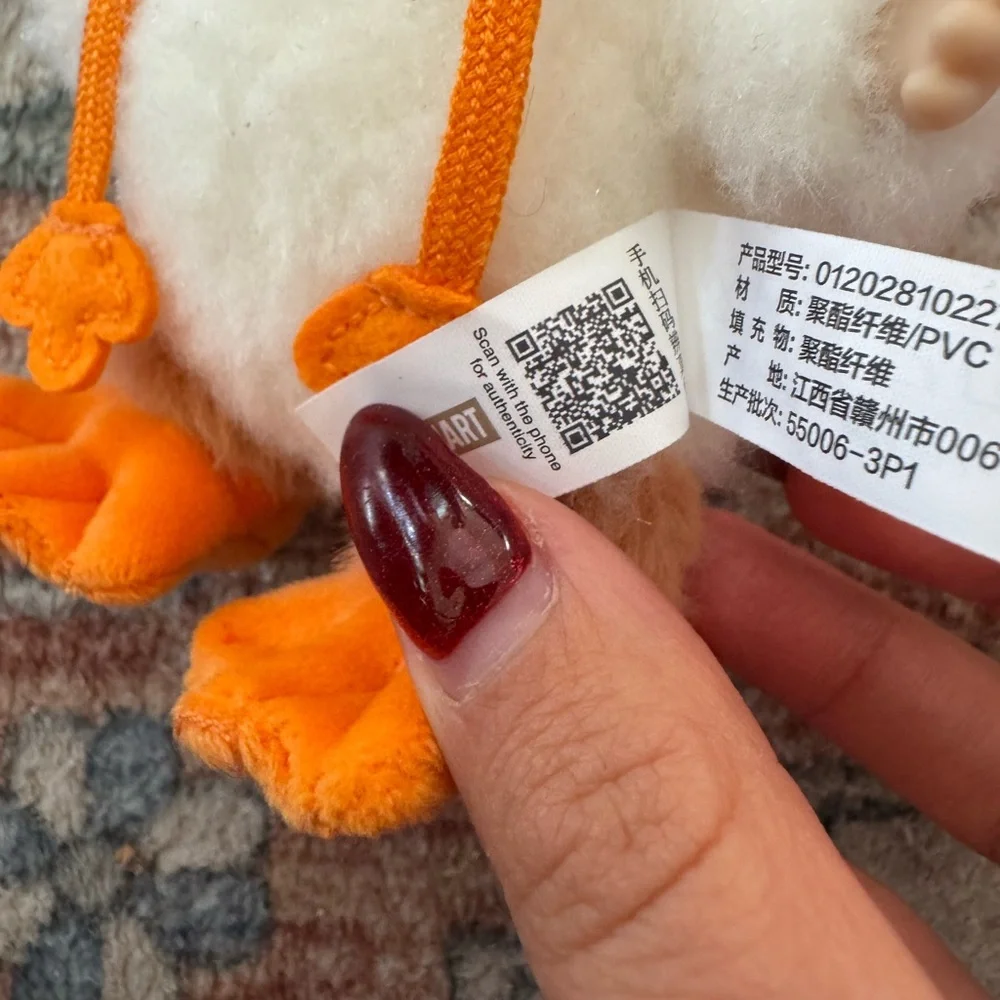 手机扫码
Scan with the phone
for authenticity
ART
产品型号: 0120281022
材 质: 聚酯纤维/PVC
填 充 物: 聚酯纤维
产 地: 江西省赣州市006
生产批次: 55006-3P1